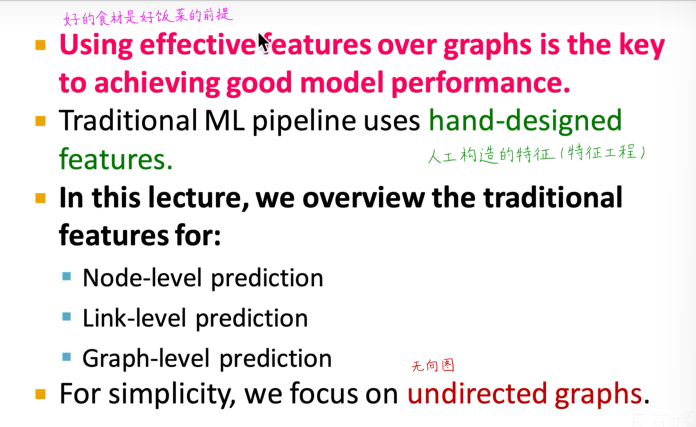 好的食材是好饭菜的前提
Using effective features over graphs is the key
to achieving good model performance.
Traditional ML pipeline uses hand-designed
features.
人工构造的特征(特征工程)
In this lecture, we overview the traditional
features for:
Node-level prediction
Link-level prediction
Graph-level prediction
无向图
For simplicity, we focus on undirected graphs.